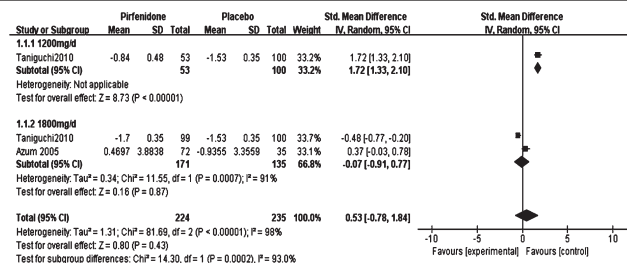 Pirfenidone Placebo Std. Mean Difference Std. Mean Difference
Study or Subgroup Mean SD Total Mean SD Total Weight IV, Random, 95% CI IV, Random, 95% CI
1.1.1 1200mg/d
Taniguchi2010 -0.84 0.48 53 -1.53 0.35 100 33.2% 1.72 [1.33, 2.10]
Subtotal (95% CI) 53 100 33.2% 1.72 [1.33, 2.10]
Heterogeneity: Not applicable
Test for overall effect: Z = 8.73 (P < 0.00001)
1.1.2 1800mg/d
Taniguchi2010 -1.7 0.35 99 -1.53 0.35 100 33.7% -0.48 [-0.77, -0.20]
Azum 2005 0.4697 3.8838 72 -0.9355 3.3559 35 33.1% 0.37 [-0.03, 0.78]
Subtotal (95% CI) 171 135 66.8% -0.07 [-0.91, 0.77]
Heterogeneity: Tau² = 0.34; Chi² = 11.55, df = 1 (P = 0.0007); I² = 91%
Test for overall effect: Z = 0.16 (P = 0.87)
Total (95% CI) 224 235 100.0% 0.53 [-0.78, 1.84]
Heterogeneity: Tau² = 1.31; Chi² = 81.69, df = 2 (P < 0.00001); I² = 98%
Test for overall effect: Z = 0.80 (P = 0.43)
Test for subgroup differences: Chi² = 14.30, df = 1 (P = 0.0002), I² = 93.0%
-10 -5 0 5 10
Favours [experimental] Favours [control]